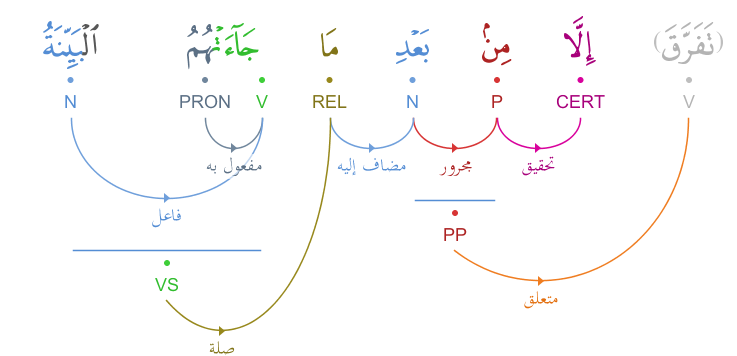 (تَفَرَّقَ) إِلَّا مِنۢ بَعْدِ مَا جَآءَتْهُمُ ٱلْبَيِّنَةُ
V CERT P N REL V PRON N
مفعول به مضاف إليه مجرور تحقيق
فاعل
PP
VS
متعلق
صلة